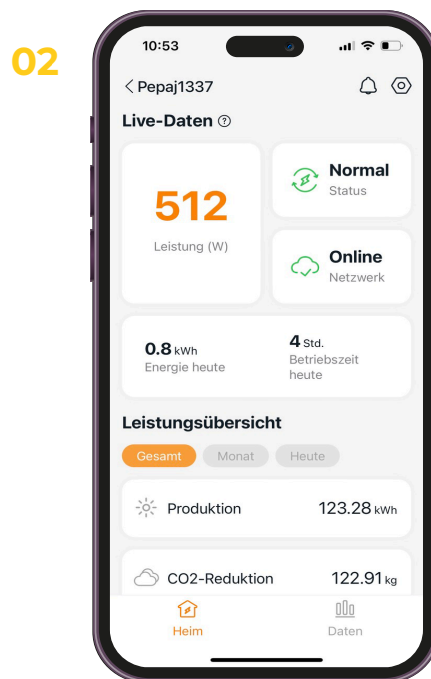 02
10:53
Pepaj1337
Live-Daten
512
Leistung (W)
Normal
Status
Online
Netzwerk
0.8 kWh
Energie heute
4 Std.
Betriebszeit
heute
Leistungsübersicht
Gesamt Monat Heute
Produktion 123.28 kWh
CO2-Reduktion 122.91 kg
Heim Daten